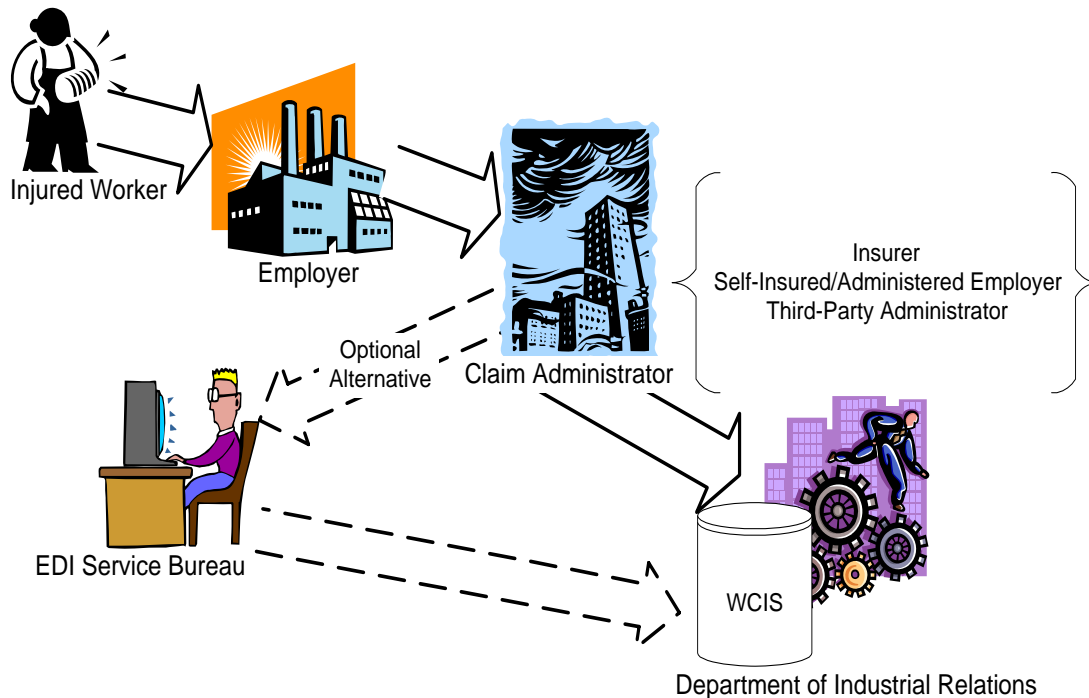 Injured Worker
Employer
Insurer
Self-Insured/Administered Employer
Third-Party Administrator
Optional
Alternative
Claim Administrator
EDI Service Bureau
WCIS
Department of Industrial Relations